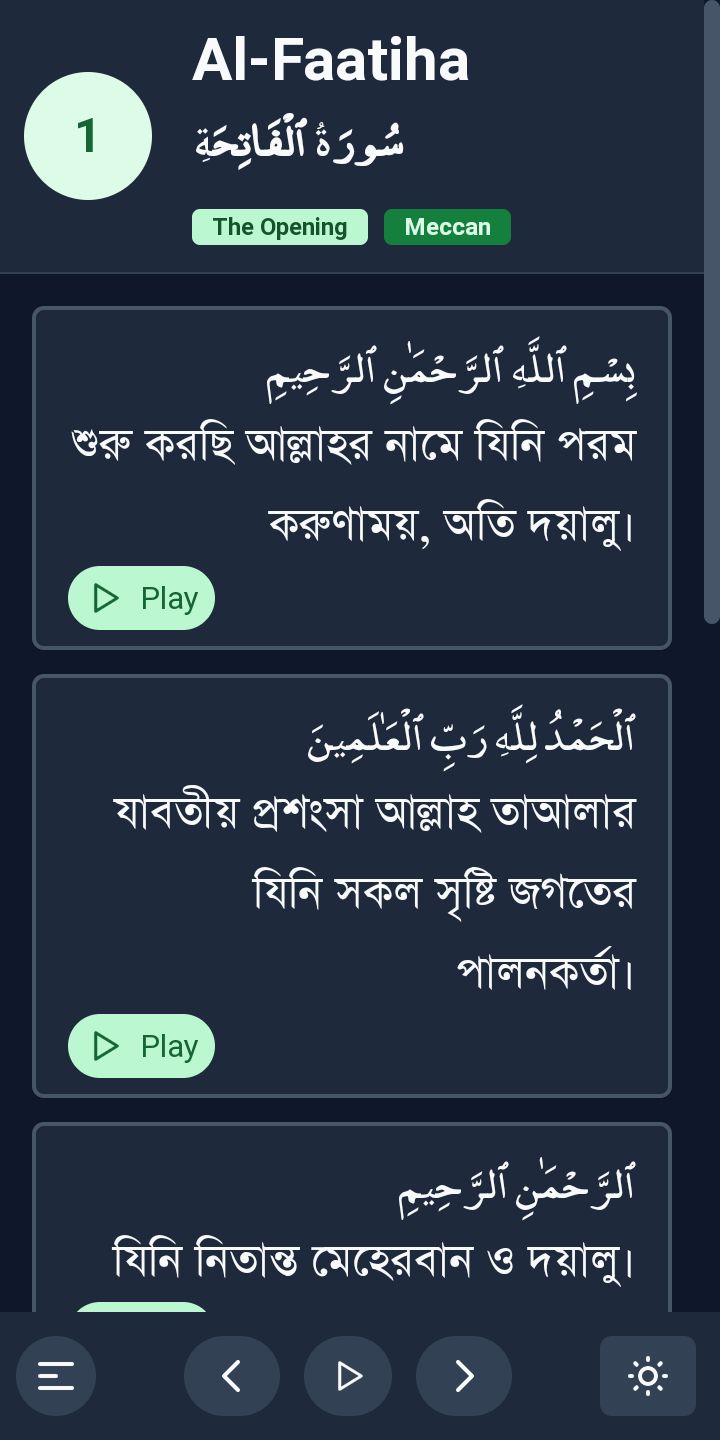 Al-Faatiha
1
سُورَةُ ٱلْفَاتِحَةِ
The Opening
Meccan
بِسْمِ ٱللَّهِ ٱلرَّحْمَٰنِ ٱلرَّحِيمِ
শুরু করছি আল্লাহর নামে যিনি পরম
করুণাময়, অতি দয়ালু।
Play
ٱلْحَمْدُ لِلَّهِ رَبِّ ٱلْعَٰلَمِينَ
যাবতীয় প্রশংসা আল্লাহ তাআলার
যিনি সকল সৃষ্টি জগতের
পালনকর্তা।
Play
ٱلرَّحْمَٰنِ ٱلرَّحِيمِ
যিনি নিতান্ত মেহেরবান ও দয়ালু।